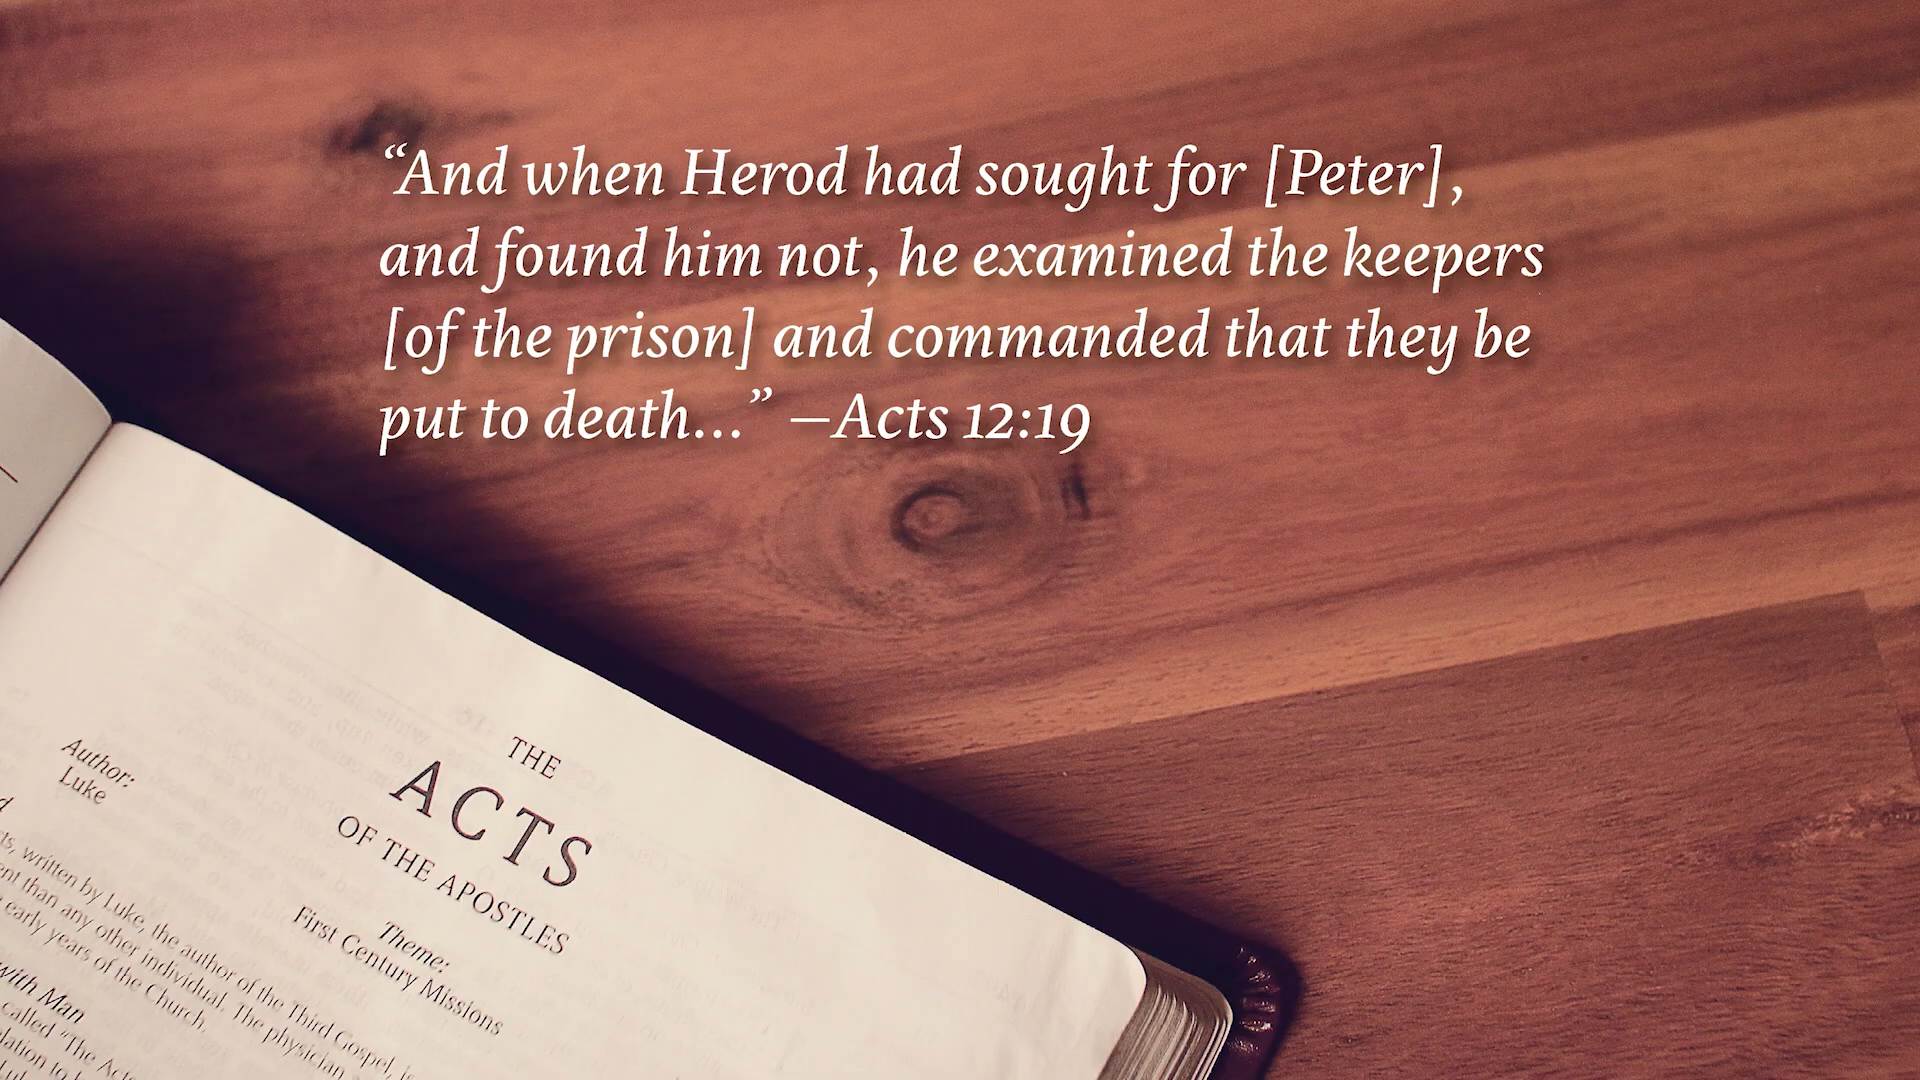 “And when Herod had sought for [Peter],
and found him not, he examined the keepers
[of the prison] and commanded that they be
put to death...” —Acts 12:19
THE
ACTS
OF THE APOSTLES
Author:
Luke
Theme:
First Century Missions
written by Luke, the author of the Third Gospel,
than any other individual. The physician
early years of the Church.
with Man
called “The
to